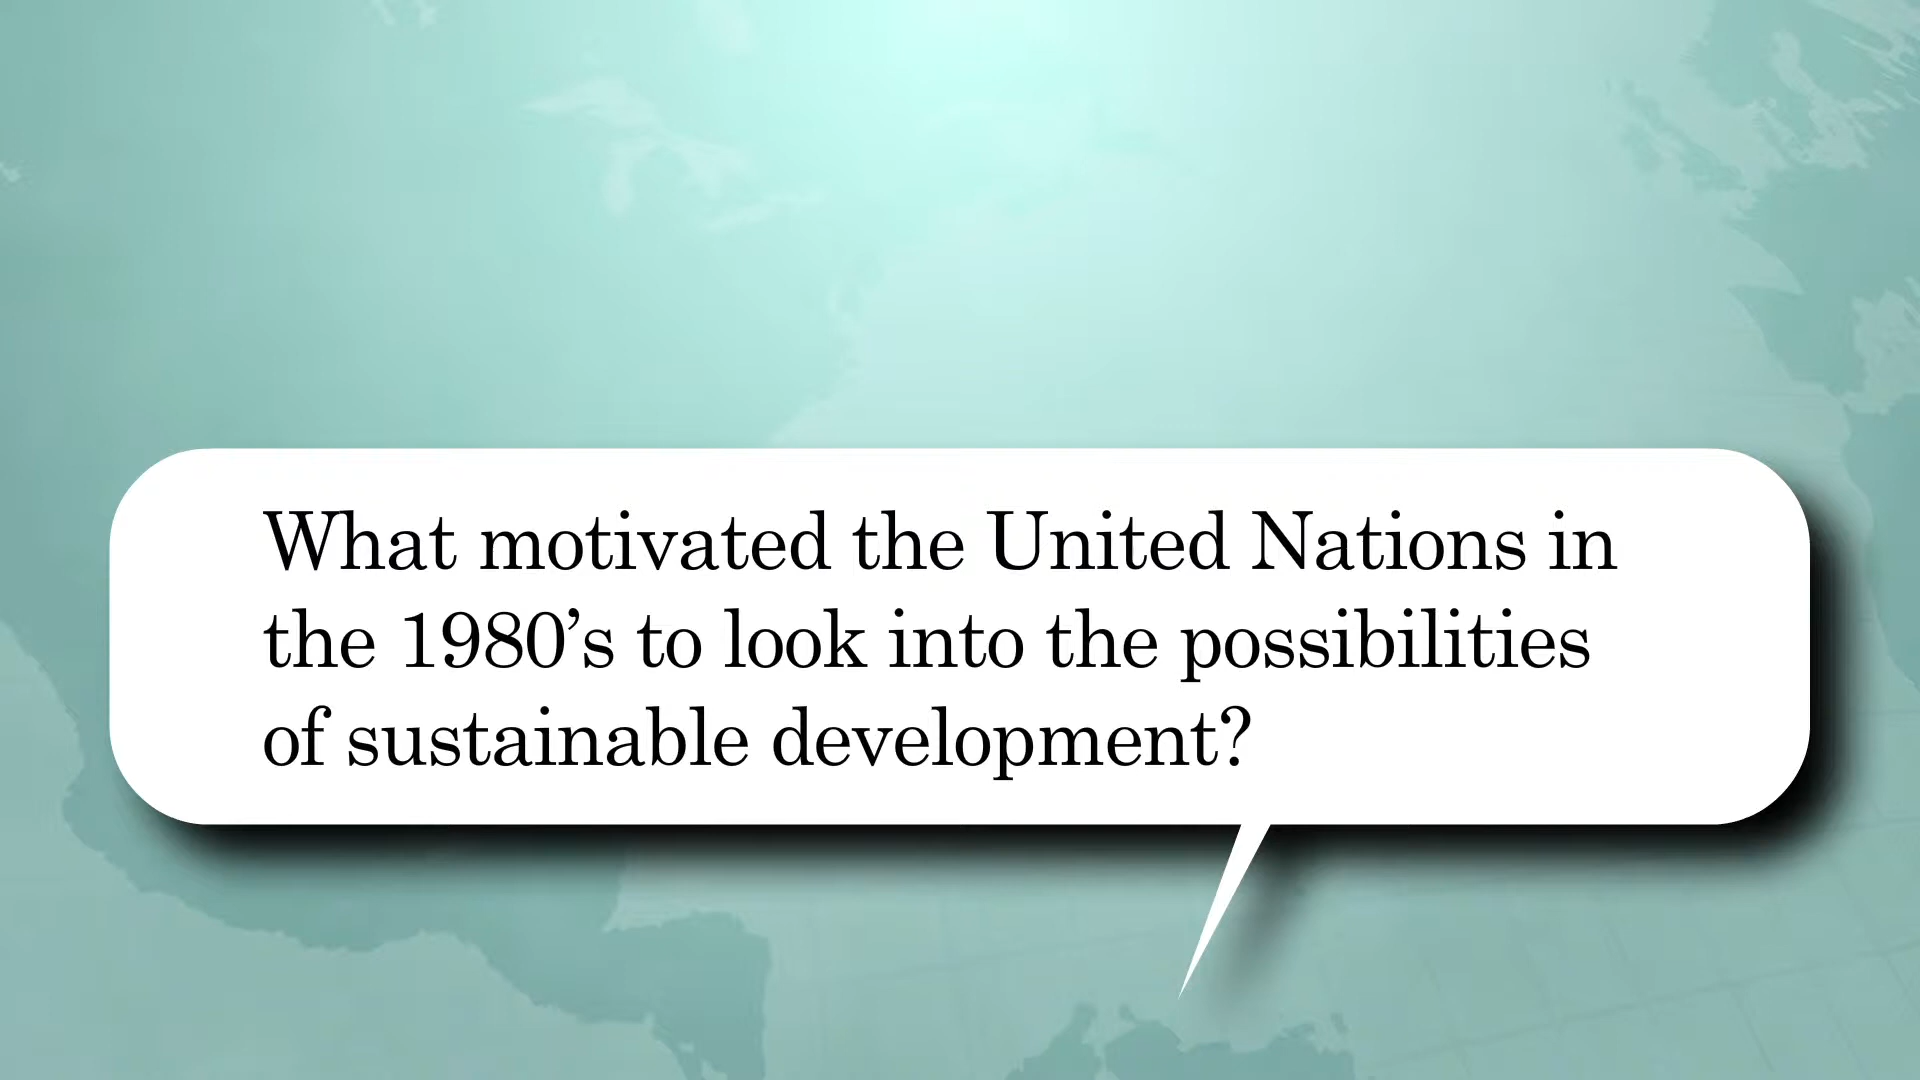 What motivated the United Nations in
the 1980’s to look into the possibilities
of sustainable development?